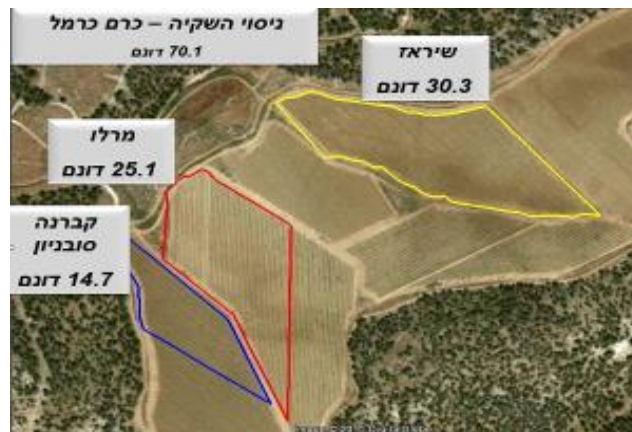 ניסוי השקיה – כרם כרמל
70.1 דונם
שיראז
30.3 דונם
מרלו
25.1 דונם
קברנה
סובניון
14.7 דונם